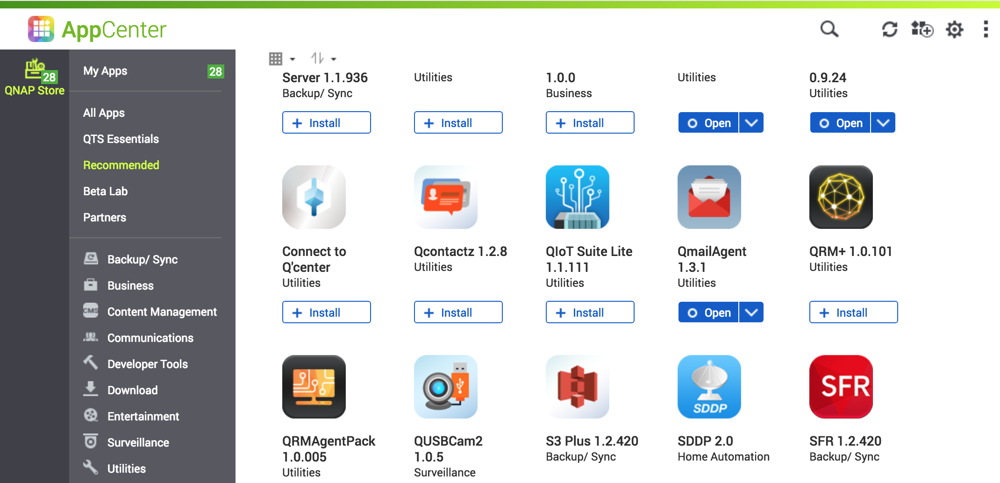 AppCenter
28
QNAP Store
My Apps 28
All Apps
QTS Essentials
Recommended
Beta Lab
Partners
Backup/ Sync
Business
CMS Content Management
Communications
Developer Tools
Download
Entertainment
Surveillance
Utilities
Server 1.1.936
Backup/ Sync
+ Install
Utilities
+ Install
1.0.0
Business
+ Install
Utilities
Open
0.9.24
Utilities
Open
Connect to
Q'center
Utilities
+ Install
Qcontactz 1.2.8
Utilities
+ Install
QIoT Suite Lite
1.1.111
Utilities
+ Install
QmailAgent
1.3.1
Utilities
Open
QRM+ 1.0.101
Utilities
+ Install
QRMAgentPack
1.0.005
Utilities
QUSBCam2
1.0.5
Surveillance
S3 Plus 1.2.420
Backup/ Sync
SDDP
SDDP 2.0
Home Automation
SFR
SFR 1.2.420
Backup/ Sync